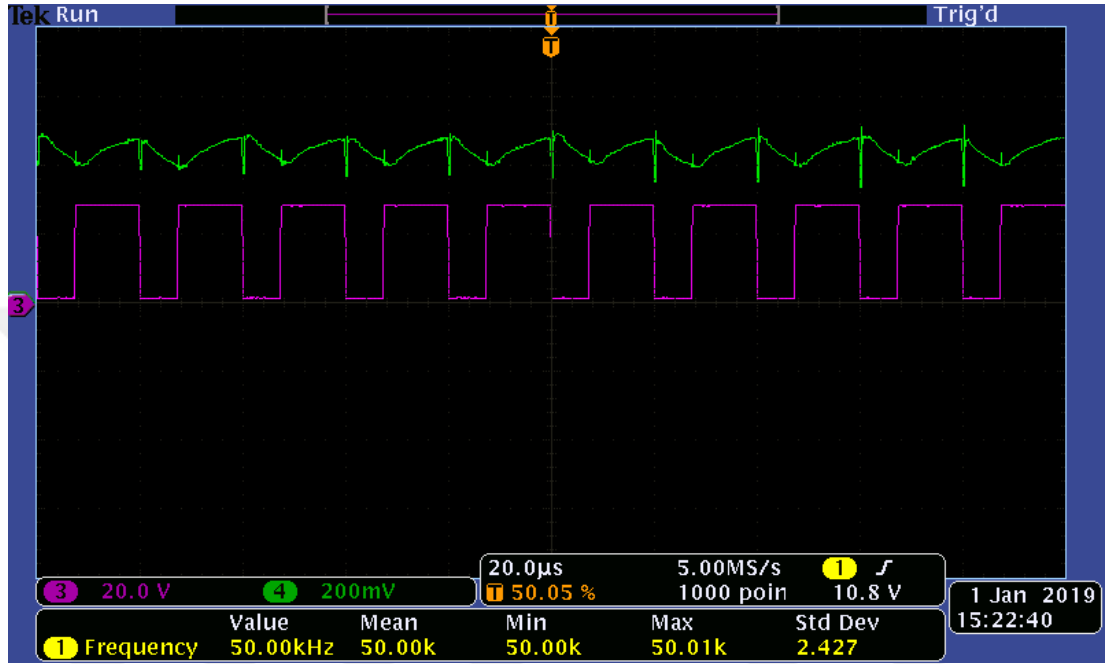 Tek Run Trig'd
T
T
3
3 20.0 V 4 200mV
20.0µs 5.00MS/s 1
T 50.05 % 1000 poin 10.8 V
1 Jan 2019
15:22:40
Value Mean Min Max Std Dev
1 Frequency 50.00kHz 50.00k 50.00k 50.01k 2.427